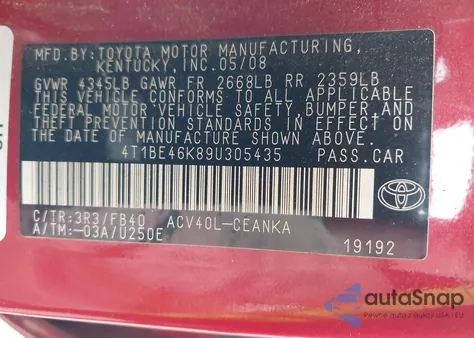 MFD. BY: TOYOTA MOTOR MANUFACTURING,
KENTUCKY, INC. 05/08
GVWR 4345LB GAWR FR 2668LB RR 2359LB
THIS VEHICLE CONFORMS TO ALL APPLICABLE
FEDERAL MOTOR VEHICLE SAFETY, BUMPER,
AND THEFT PREVENTION STANDARDS IN EFFECT
ON THE DATE OF MANUFACTURE SHOWN ABOVE.
4T1BE46K89U305435 PASS.CAR
C/TR:3R3/FB40 ACV40L-CEANKA
A/TM:-03A/U250E
19192
autoSnap